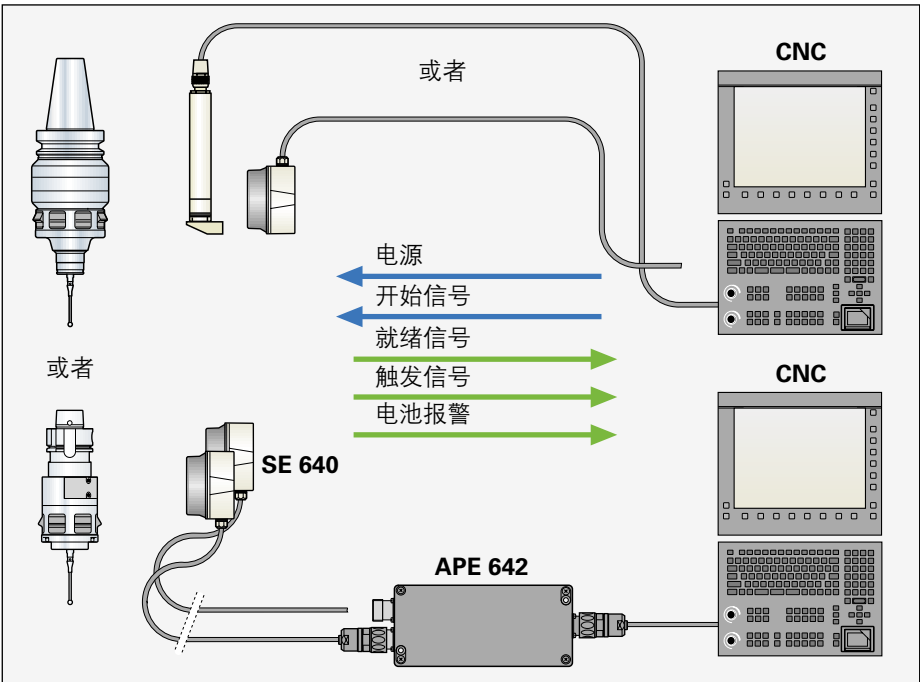 CNC
或者
电源
开始信号
就绪信号
触发信号
电池报警
或者
CNC
SE 640
APE 642